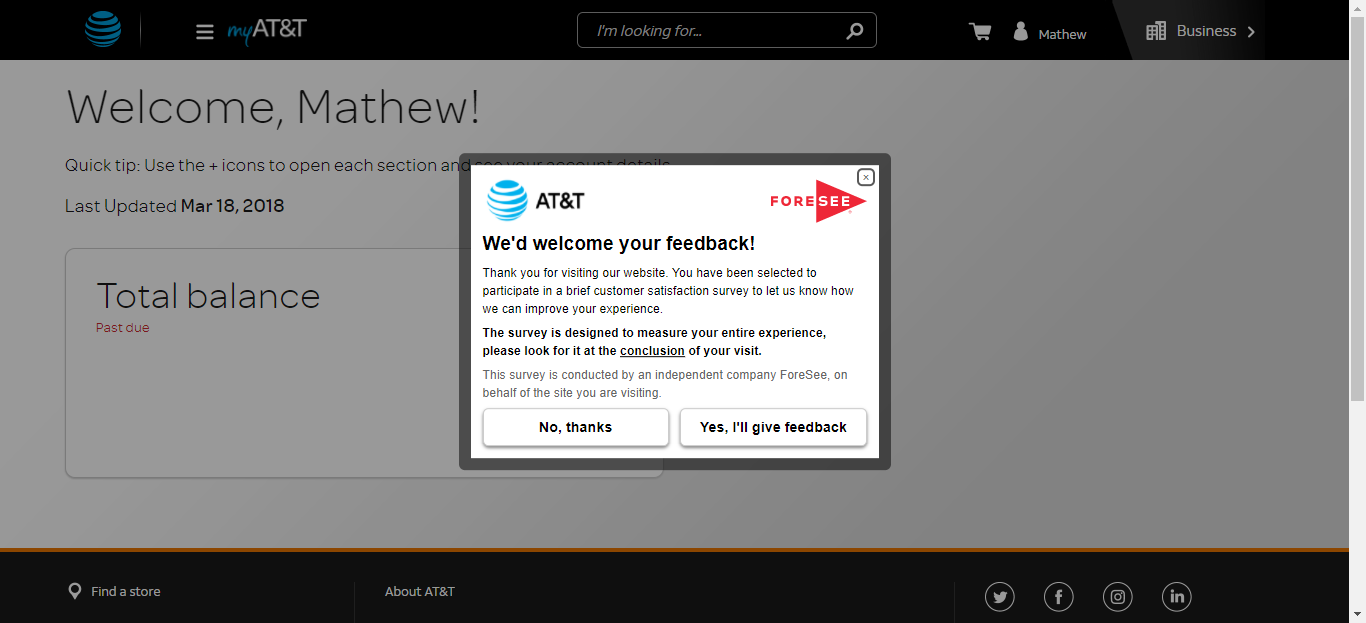 myAT&T
I'm looking for...
Mathew
Business
Welcome, Mathew!
Quick tip: Use the + icons to open each section and see your account details.
Last Updated Mar 18, 2018
Total balance
Past due
AT&T
FORESEE
We'd welcome your feedback!
Thank you for visiting our website. You have been selected to
participate in a brief customer satisfaction survey to let us know how
we can improve your experience.
The survey is designed to measure your entire experience,
please look for it at the conclusion of your visit.
This survey is conducted by an independent company ForeSee, on
behalf of the site you are visiting.
No, thanks
Yes, I'll give feedback
Find a store
About AT&T